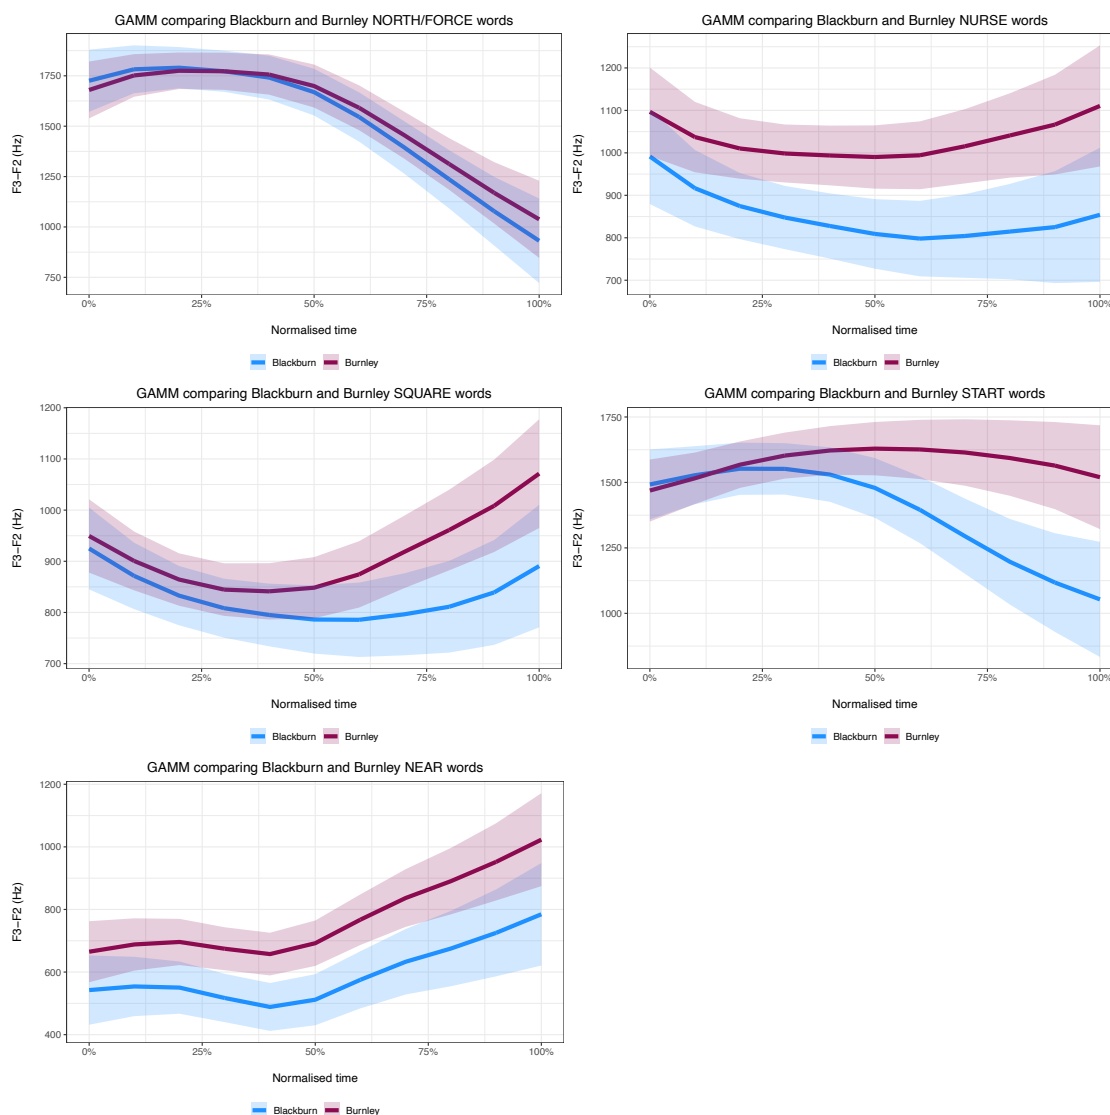 GAMM comparing Blackburn and Burnley NORTH/FORCE words
F3−F2 (Hz)
1750
1500
1250
1000
750
0%
25%
50%
75%
100%
Normalised time
Blackburn
Burnley
GAMM comparing Blackburn and Burnley NURSE words
F3−F2 (Hz)
1200
1100
1000
900
800
700
0%
25%
50%
75%
100%
Normalised time
Blackburn
Burnley
GAMM comparing Blackburn and Burnley SQUARE words
F3−F2 (Hz)
1200
1100
1000
900
800
700
0%
25%
50%
75%
100%
Normalised time
Blackburn
Burnley
GAMM comparing Blackburn and Burnley START words
F3−F2 (Hz)
1750
1500
1250
1000
0%
25%
50%
75%
100%
Normalised time
Blackburn
Burnley
GAMM comparing Blackburn and Burnley NEAR words
F3−F2 (Hz)
1200
1000
800
600
400
0%
25%
50%
75%
100%
Normalised time
Blackburn
Burnley